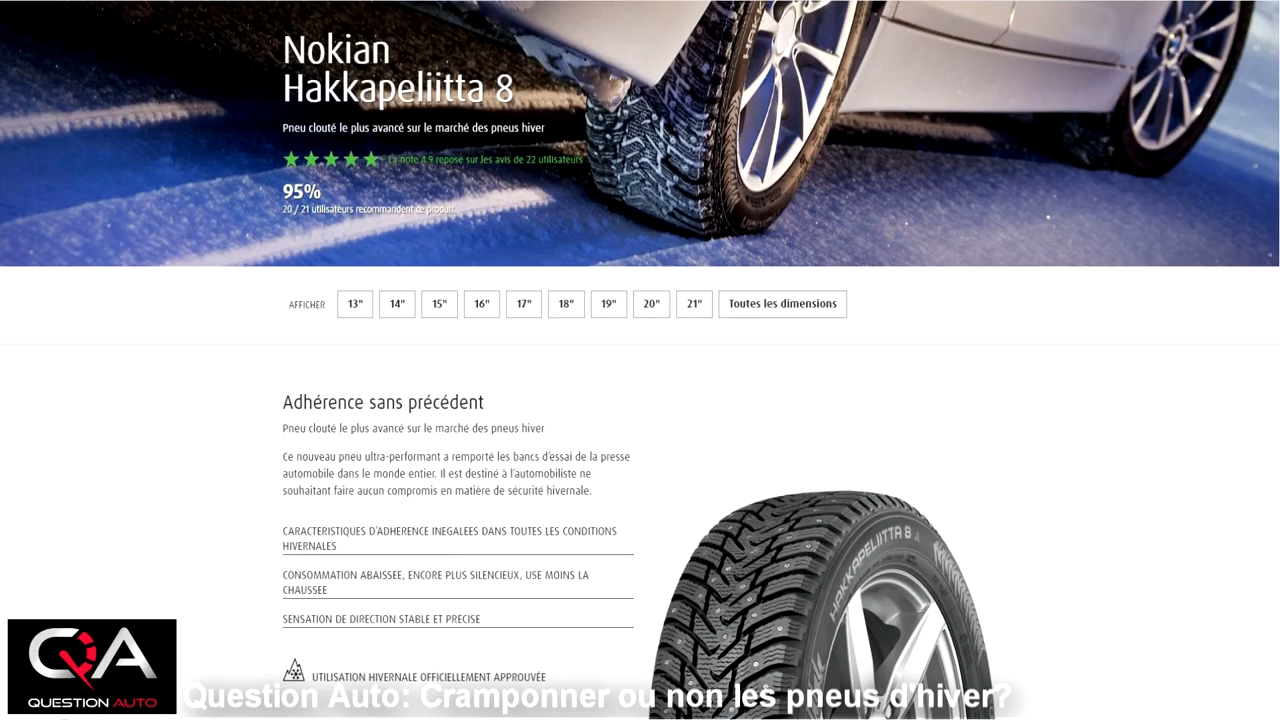 Nokian
Hakkapeliitta 8
Pneu clouté le plus avancé sur le marché des pneus hiver
La note 4.9 repose sur les avis de 22 utilisateurs
95%
20 / 21 utilisateurs recommandent ce produit
AFFICHER 13" 14" 15" 16" 17" 18" 19" 20" 21" Toutes les dimensions
Adhérence sans précédent
Pneu clouté le plus avancé sur le marché des pneus hiver
Ce nouveau pneu ultra-performant a remporté les bancs d'essai de la presse
automobile dans le monde entier. Il est destiné à l'automobiliste ne
souhaitant faire aucun compromis en matière de sécurité hivernale.
CARACTERISTIQUES D'ADHERENCE INEGALEES DANS TOUTES LES CONDITIONS
HIVERNALES
CONSOMMATION ABAISSEE, ENCORE PLUS SILENCIEUX, USE MOINS LA
CHAUSSEE
SENSATION DE DIRECTION STABLE ET PRECISE
UTILISATION HIVERNALE OFFICIELLEMENT APPROUVÉE
HAKKAPELIITTA 8
QA
QUESTION AUTO
Question Auto: Cramponner ou non les pneus d'hiver?